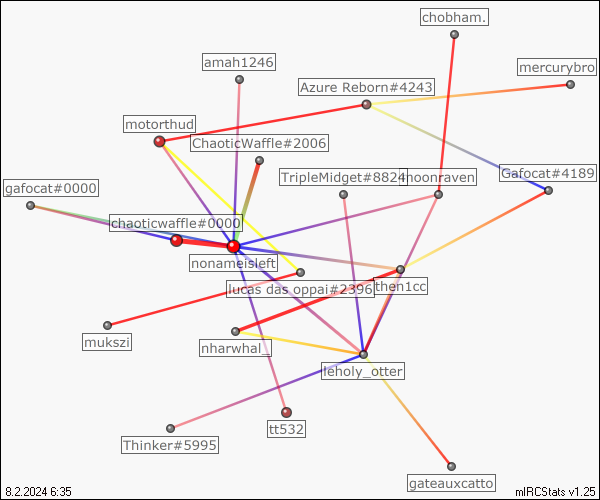 chobham.
amah1246
mercurybro
Azure Reborn#4243
motorthud
ChaoticWaffle#2006
TripleMidget#8824
noonraven
Gafocat#4189
gafocat#0000
chaoticwaffle#0000
nonameisleft
lucas das oppai#2396
then1cc
mukszi
nharwhal_
leholy_otter
tt532
Thinker#5995
gateauxcatto
8.2.2024 6:35
mIRCStats v1.25